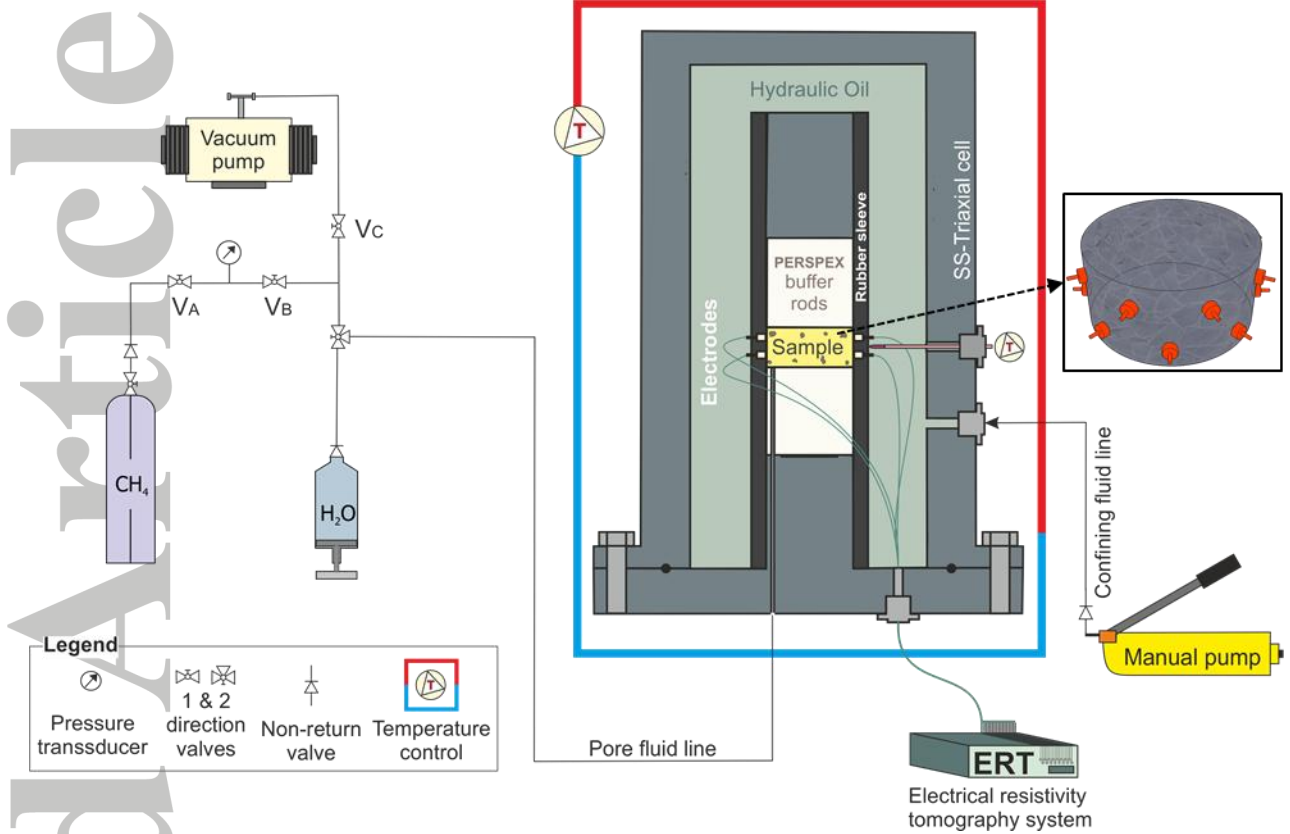 d Article
Vacuum
pump
VC
VA
VB
CH4
H2O
Hydraulic Oil
T
Rubber sleeve
SS-Triaxial cell
PERSPEX
buffer
rods
Electrodes
Sample
T
Confining fluid line
Manual pump
Pore fluid line
ERT
Electrical resistivity
tomography system
Legend
Pressure
transsducer
1 & 2
direction
valves
Non-return
valve
T
Temperature
control